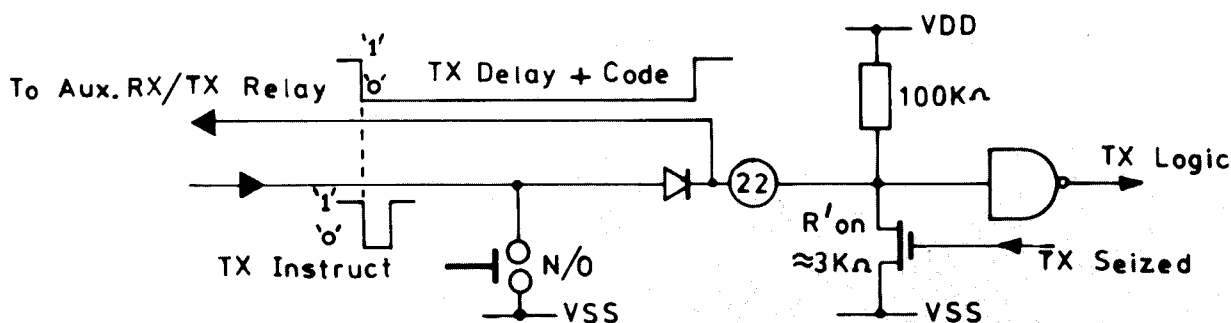 VDD
'1'
'0'
TX Delay + Code
To Aux. RX/TX Relay
100KΩ
22
TX Logic
'1'
'0'
R'on
≈3KΩ
TX Instruct
N/O
TX Seized
VSS
VSS